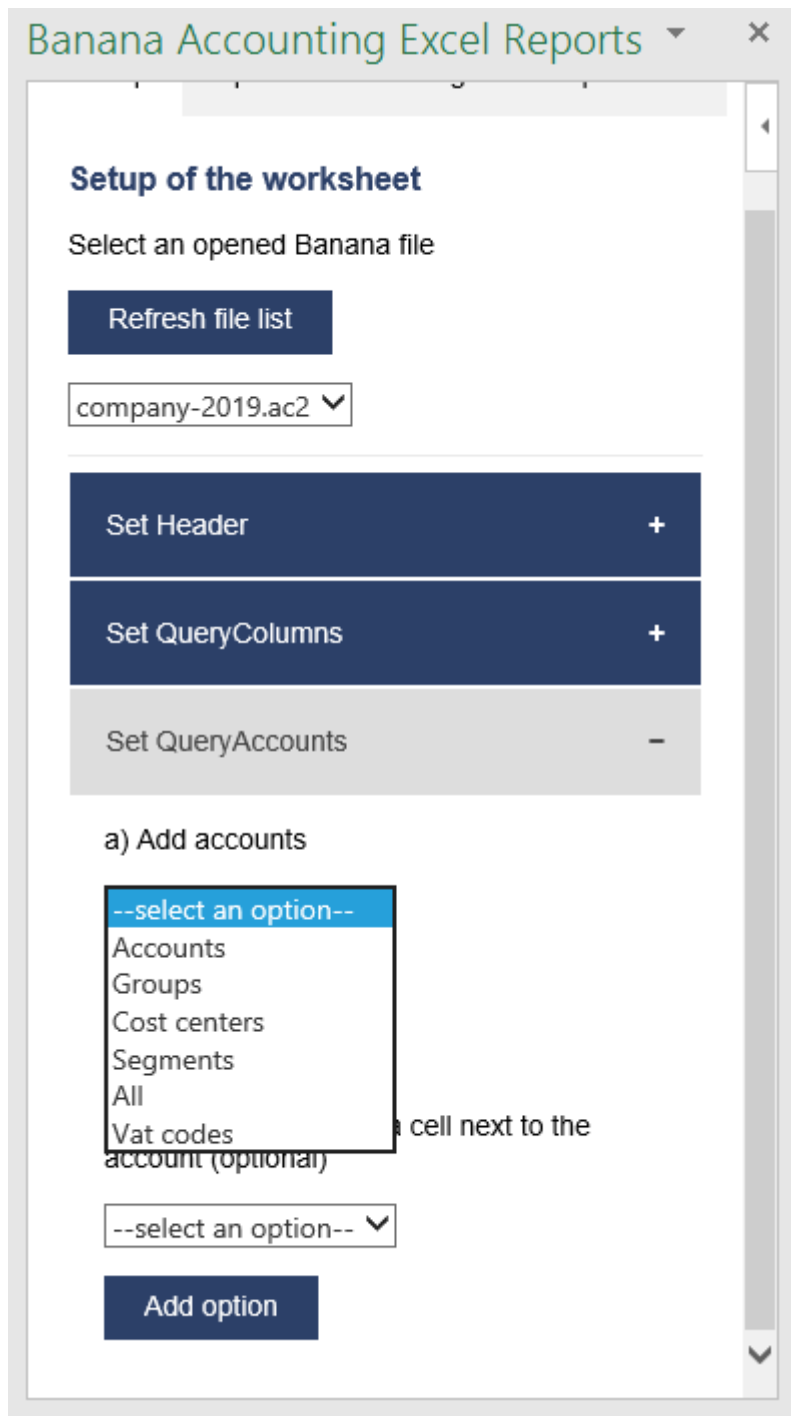 Banana Accounting Excel Reports
Setup of the worksheet
Select an opened Banana file
Refresh file list
company-2019.ac2
Set Header +
Set QueryColumns +
Set QueryAccounts -
a) Add accounts
--select an option--
Accounts
Groups
Cost centers
Segments
All
Vat codes
a cell next to the
account (optional)
--select an option--
Add option